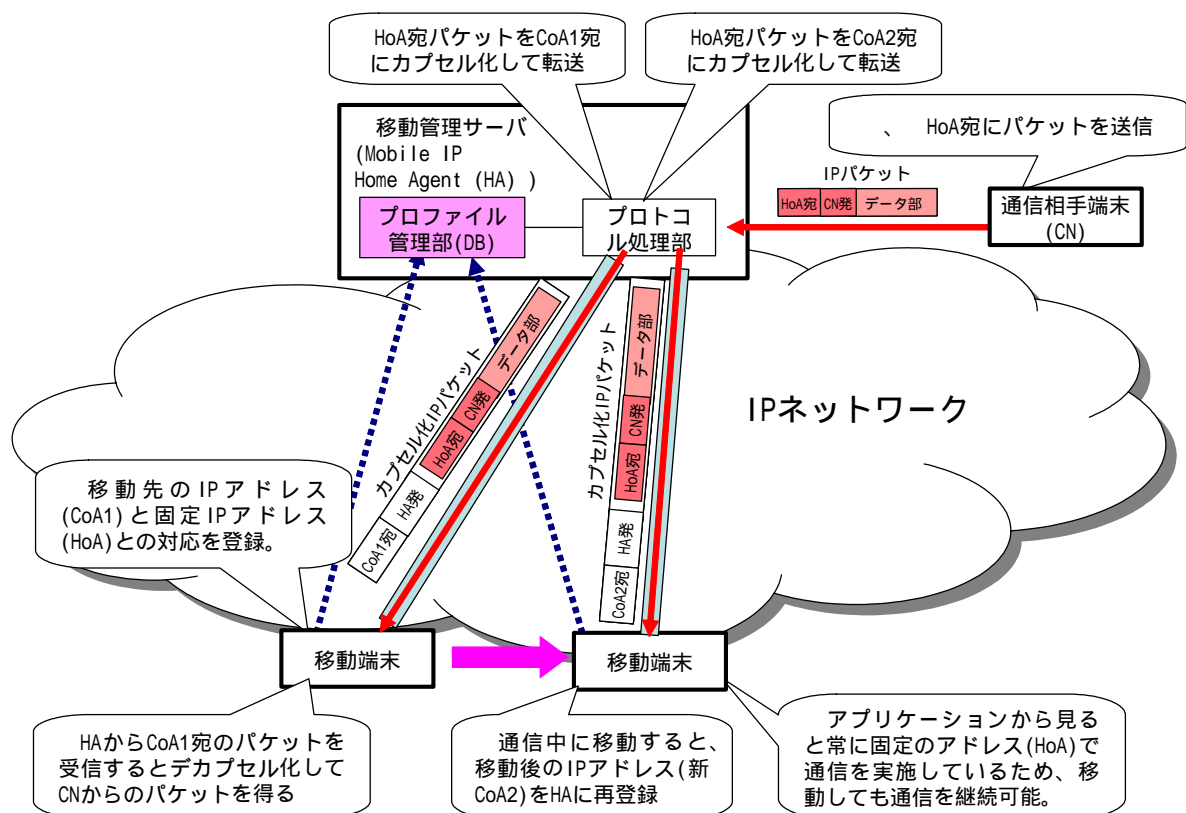 HoA宛パケットをCoA1宛
にカプセル化して転送
HoA宛パケットをCoA2宛
にカプセル化して転送
移動管理サーバ
(Mobile IP
Home Agent (HA) )
、 HoA宛にパケットを送信
IPパケット
HoA宛 CN発 データ部
通信相手端末
(CN)
プロファイル
管理部(DB)
プロトコ
ル処理部
カプセル化IPパケット
CoA1宛 HA発 HoA宛 CN発 データ部
カプセル化IPパケット
CoA2宛 HA発 HoA宛 CN発 データ部
IPネットワーク
移動先のIPアドレス
(CoA1)と固定IPアドレス
(HoA)との対応を登録。
移動端末
移動端末
HAからCoA1宛のパケットを
受信するとデカプセル化して
CNからのパケットを得る
通信中に移動すると、
移動後のIPアドレス(新
CoA2)をHAに再登録
アプリケーションから見る
と常に固定のアドレス(HoA)で
通信を実施しているため、移
動しても通信を継続可能。